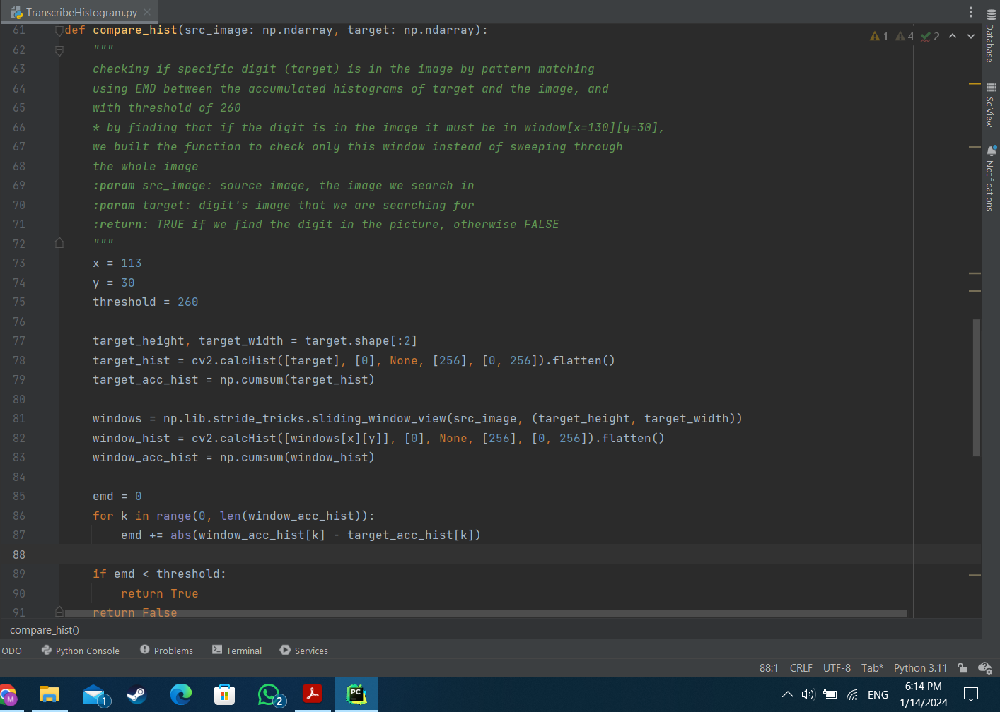 TranscribeHistogram.py
61 def compare_hist(src_image: np.ndarray, target: np.ndarray):
1 4 2
62 """
63 checking if specific digit (target) is in the image by pattern matching
64 using EMD between the accumulated histograms of target and the image, and
65 with threshold of 260
66 * by finding that if the digit is in the image it must be in window[x=130][y=30],
67 we built the function to check only this window instead of sweeping through
68 the whole image
69 :param src_image: source image, the image we search in
70 :param target: digit's image that we are searching for
71 :return: TRUE if we find the digit in the picture, otherwise FALSE
72 """
73 x = 113
74 y = 30
75 threshold = 260
76
77 target_height, target_width = target.shape[:2]
78 target_hist = cv2.calcHist([target], [0], None, [256], [0, 256]).flatten()
79 target_acc_hist = np.cumsum(target_hist)
80
81 windows = np.lib.stride_tricks.sliding_window_view(src_image, (target_height, target_width))
82 window_hist = cv2.calcHist([windows[x][y]], [0], None, [256], [0, 256]).flatten()
83 window_acc_hist = np.cumsum(window_hist)
84
85 emd = 0
86 for k in range(0, len(window_acc_hist)):
87 emd += abs(window_acc_hist[k] - target_acc_hist[k])
88
89 if emd < threshold:
90 return True
91 return False
Database
SciView
Notifications
compare_hist()
TODO Python Console Problems Terminal Services
88:1 CRLF UTF-8 Tab* Python 3.11
M 1 2 PC ENG
6:14 PM
1/14/2024